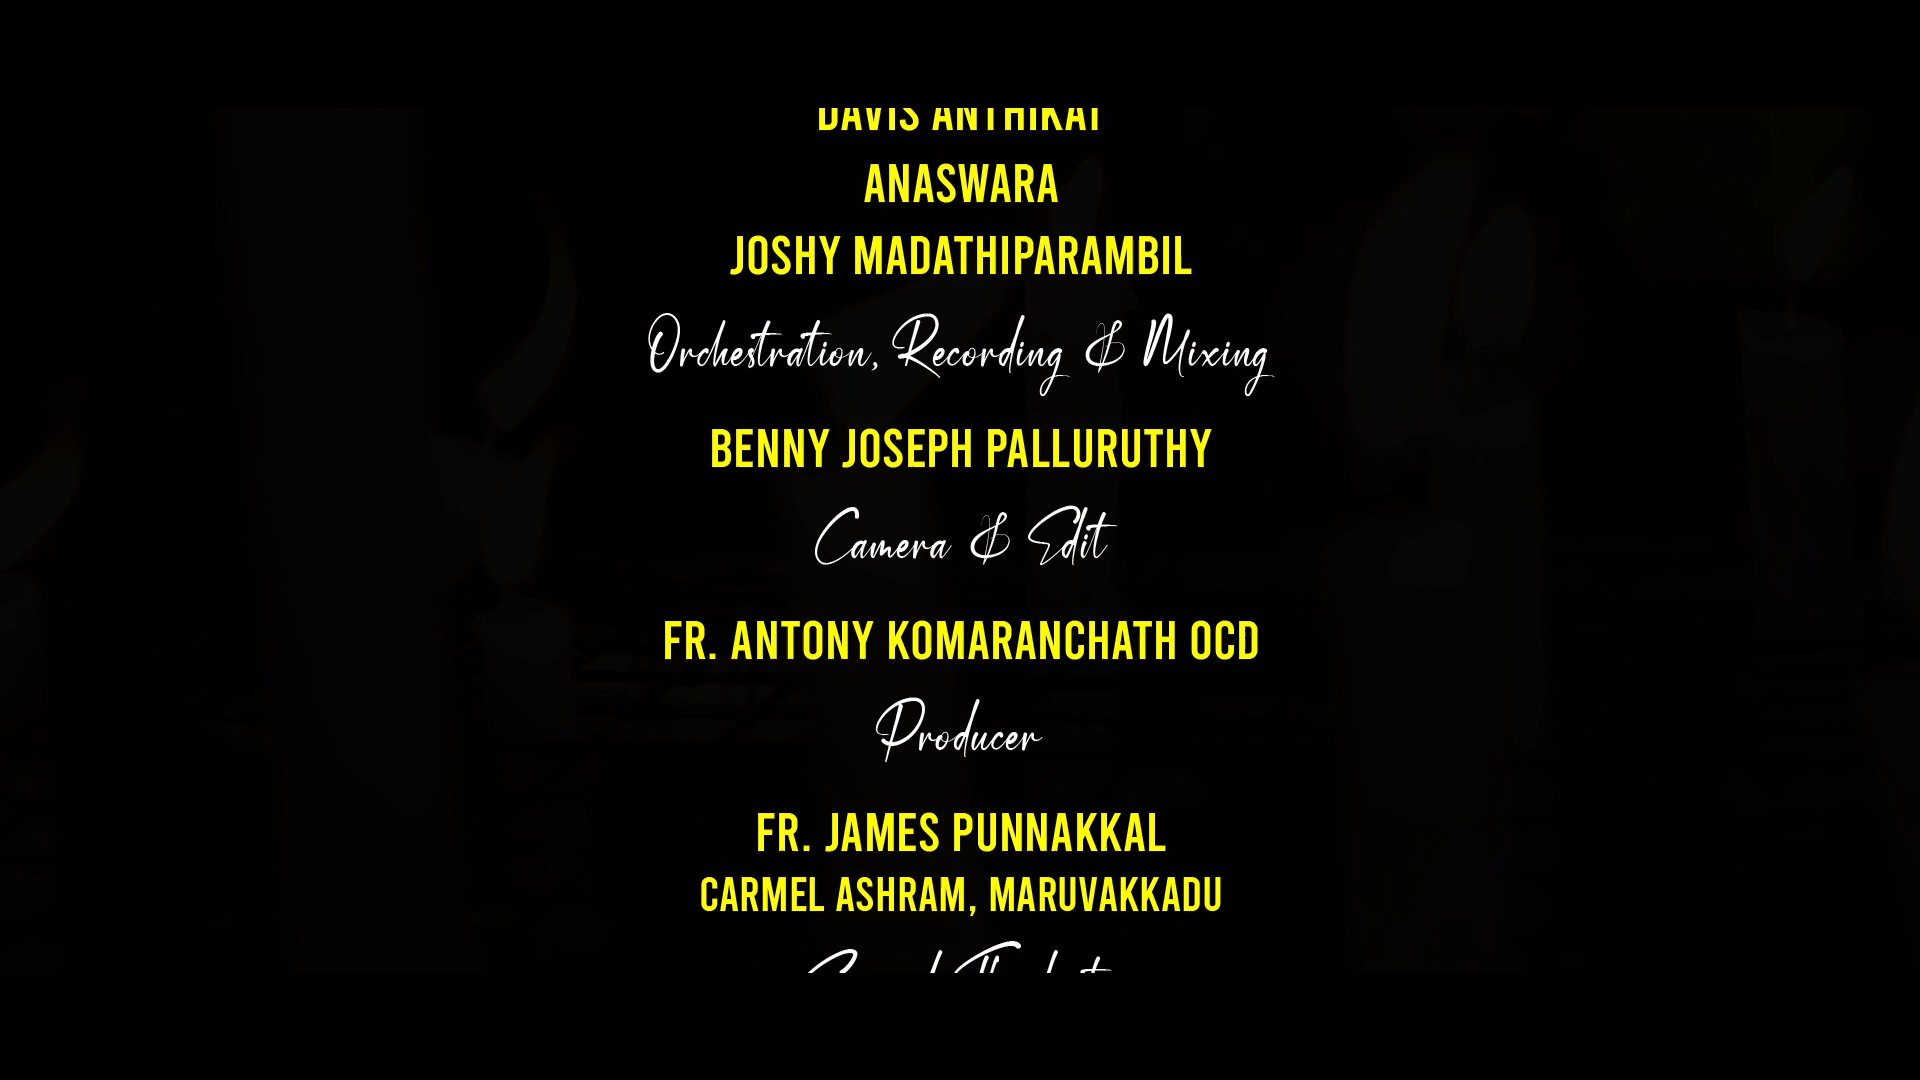 DAVIS ANTHIKAT
ANASWARA
JOSHY MADATHIPARAMBIL
Orchestration, Recording & Mixing
BENNY JOSEPH PALLURUTHY
Camera & Edit
FR. ANTONY KOMARANCHATH OCD
Producer
FR. JAMES PUNNAKKAL
CARMEL ASHRAM, MARUVAKKADU